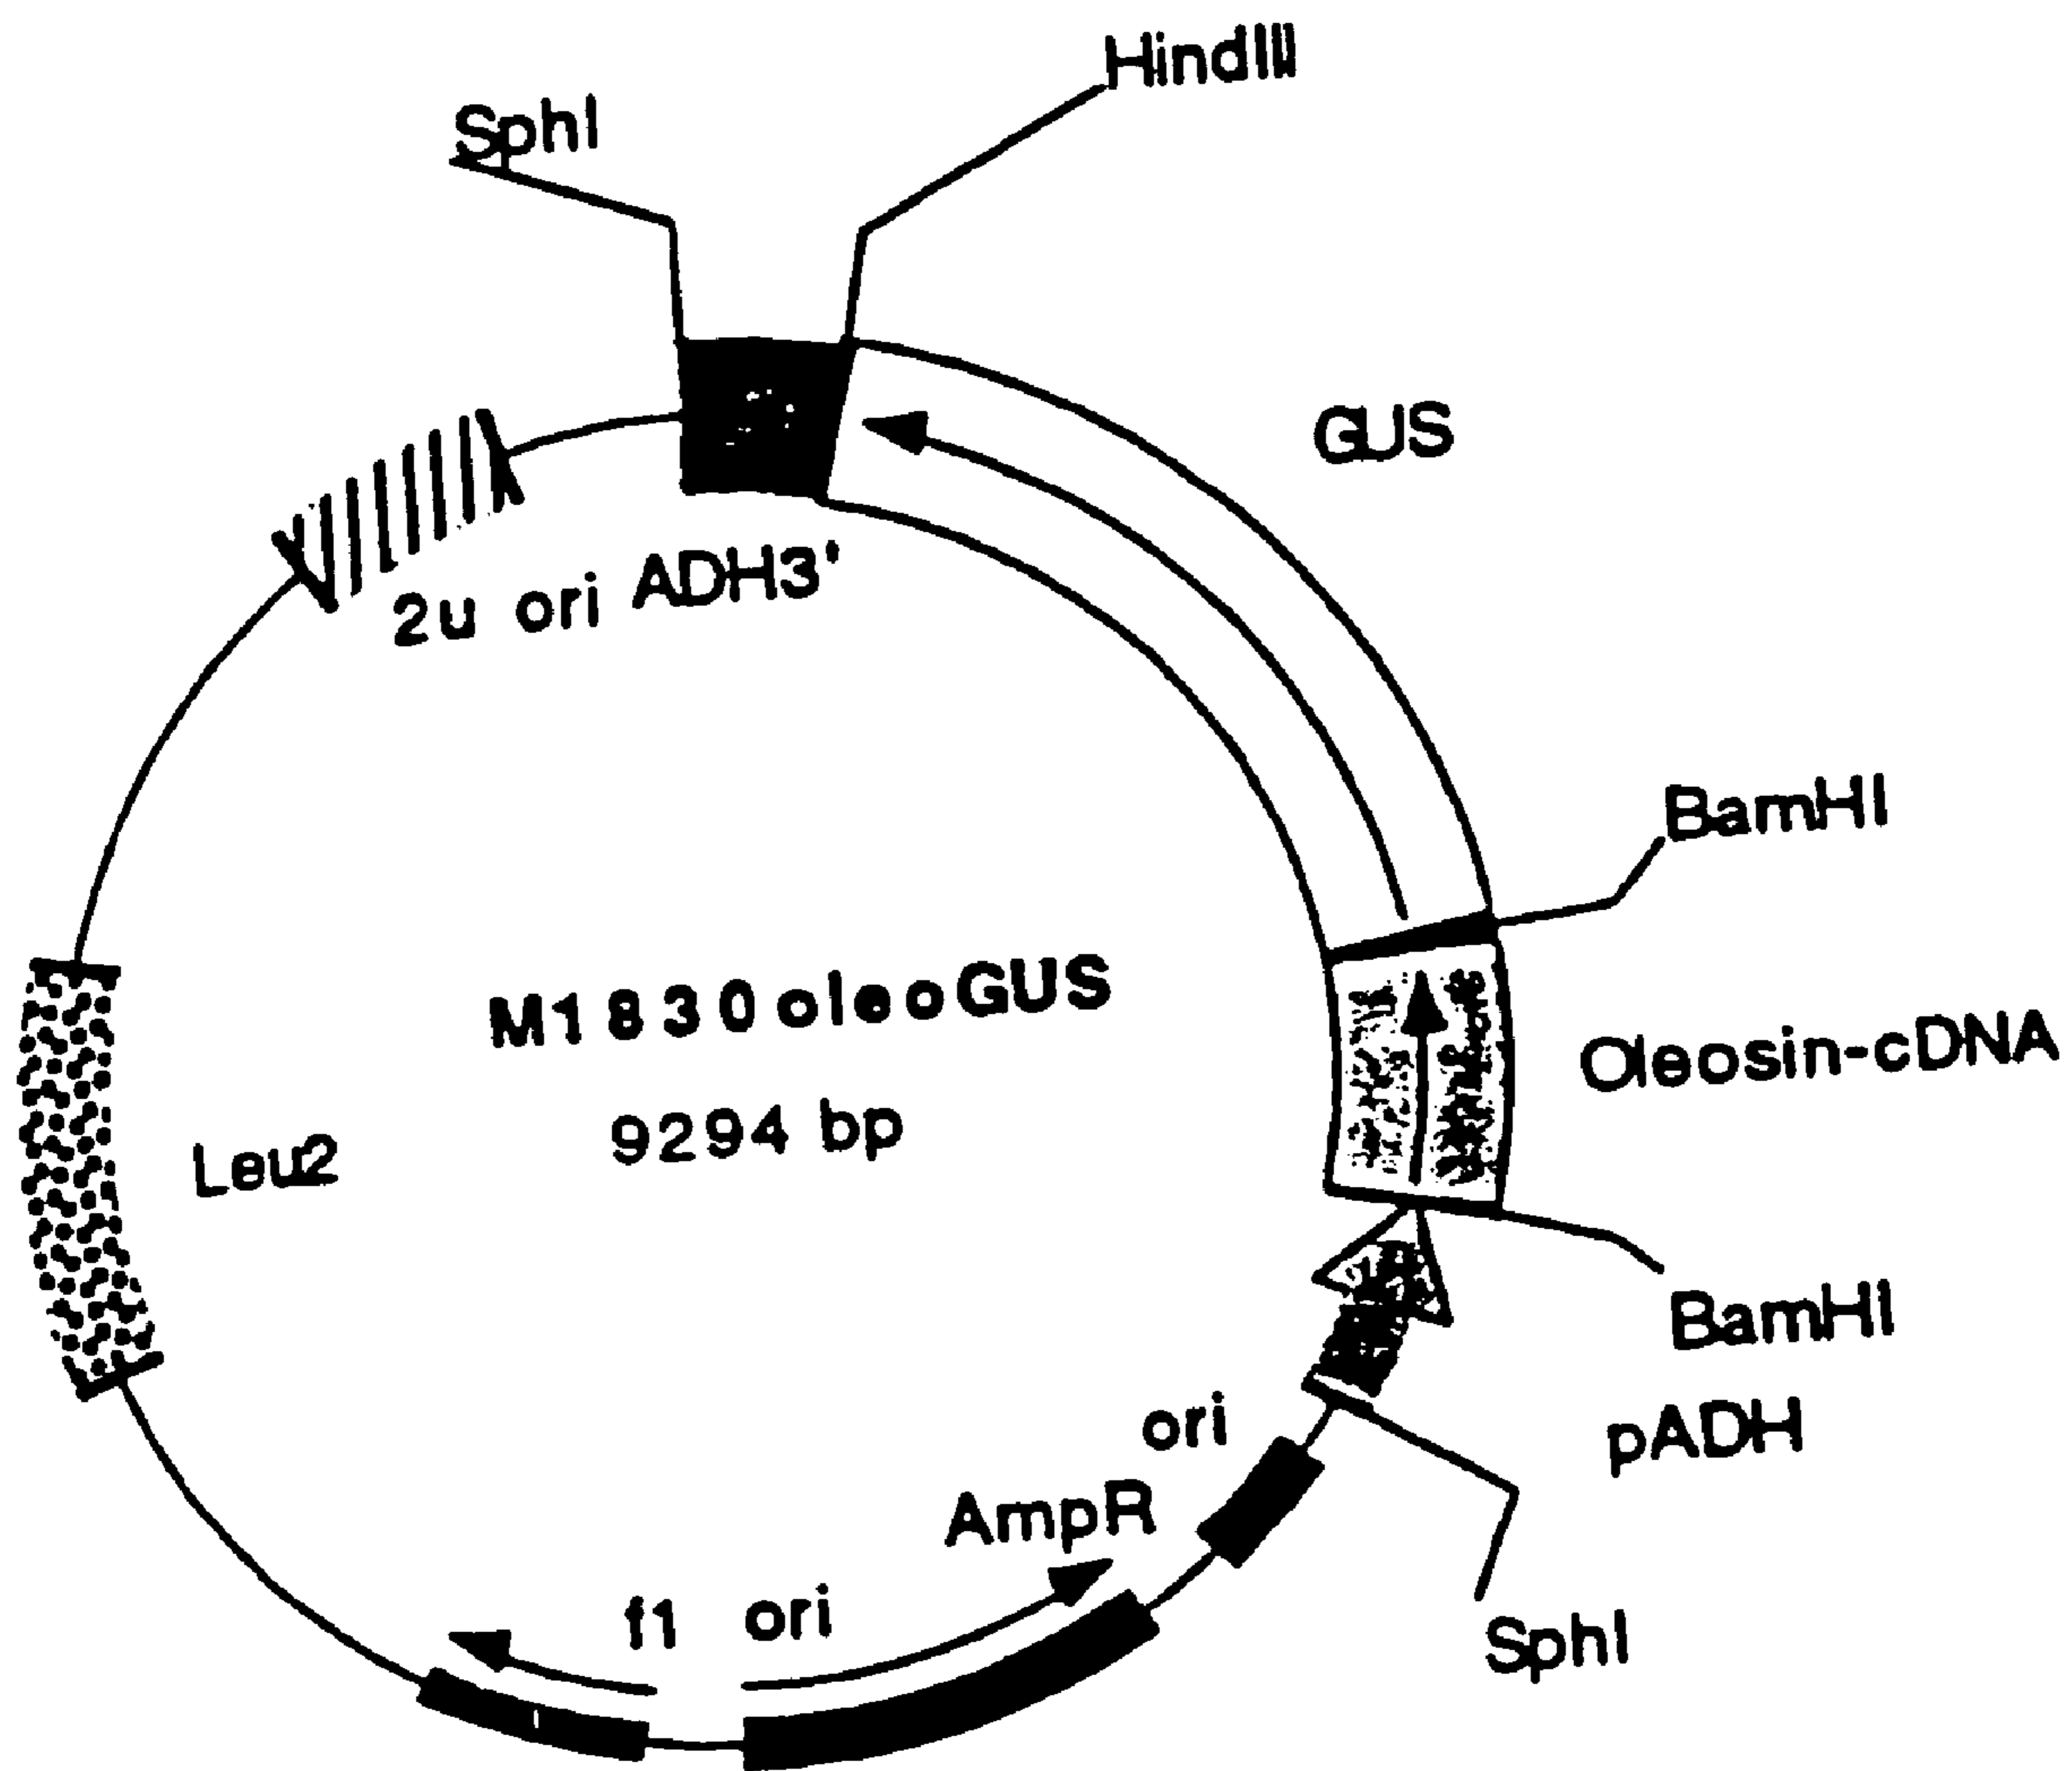 HindIII
SphI
GUS
ADH3'
2u ori
BamHI
M1830oleoGUS
Oleosin-cDNA
9294 bp
Leu2
BamHI
ori
pADH
AmpR
f1 ori
SphI